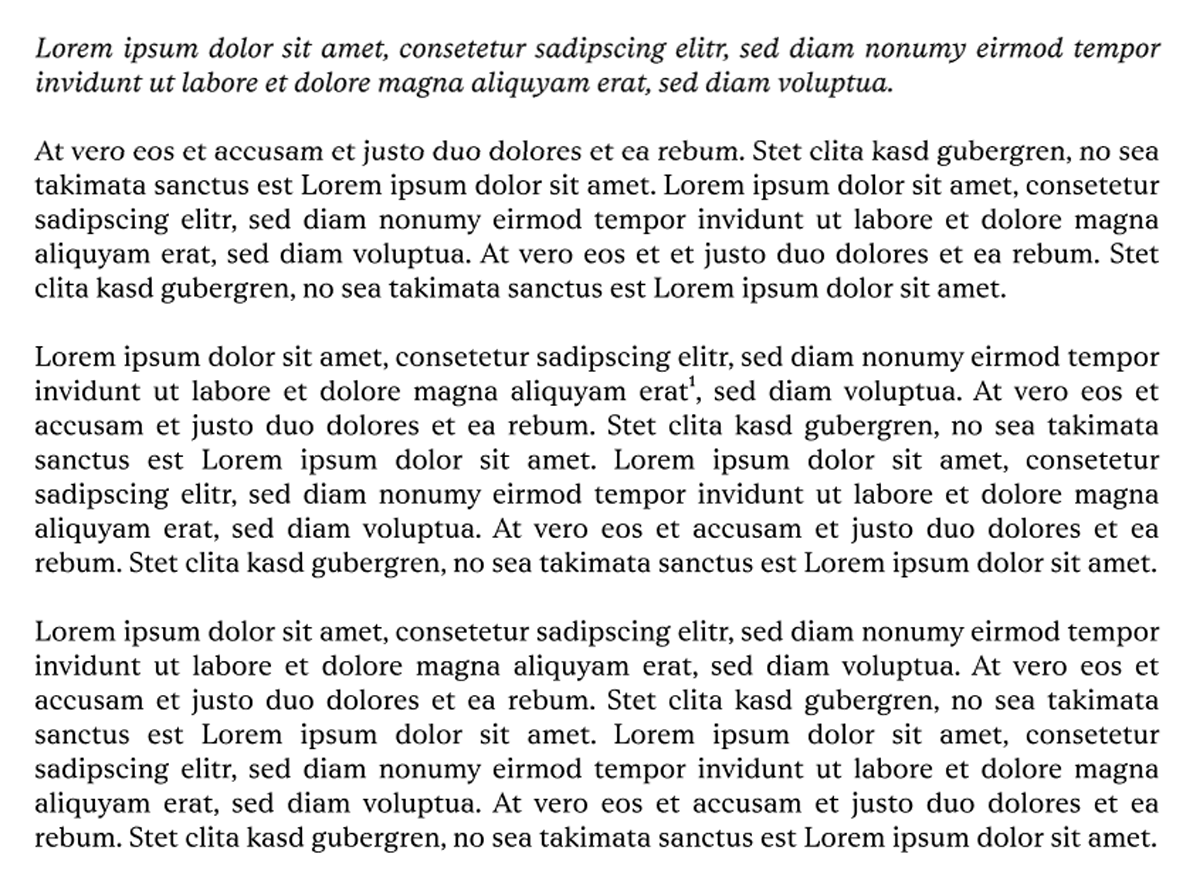 Lorem ipsum dolor sit amet, consetetur sadipscing elitr, sed diam nonumy eirmod tempor
invidunt ut labore et dolore magna aliquyam erat, sed diam voluptua.
At vero eos et accusam et justo duo dolores et ea rebum. Stet clita kasd gubergren, no sea
takimata sanctus est Lorem ipsum dolor sit amet. Lorem ipsum dolor sit amet, consetetur
sadipscing elitr, sed diam nonumy eirmod tempor invidunt ut labore et dolore magna
aliquyam erat, sed diam voluptua. At vero eos et et justo duo dolores et ea rebum. Stet
clita kasd gubergren, no sea takimata sanctus est Lorem ipsum dolor sit amet.
Lorem ipsum dolor sit amet, consetetur sadipscing elitr, sed diam nonumy eirmod tempor
invidunt ut labore et dolore magna aliquyam erat¹, sed diam voluptua. At vero eos et
accusam et justo duo dolores et ea rebum. Stet clita kasd gubergren, no sea takimata
sanctus est Lorem ipsum dolor sit amet. Lorem ipsum dolor sit amet, consetetur
sadipscing elitr, sed diam nonumy eirmod tempor invidunt ut labore et dolore magna
aliquyam erat, sed diam voluptua. At vero eos et accusam et justo duo dolores et ea
rebum. Stet clita kasd gubergren, no sea takimata sanctus est Lorem ipsum dolor sit amet.
Lorem ipsum dolor sit amet, consetetur sadipscing elitr, sed diam nonumy eirmod tempor
invidunt ut labore et dolore magna aliquyam erat, sed diam voluptua. At vero eos et
accusam et justo duo dolores et ea rebum. Stet clita kasd gubergren, no sea takimata
sanctus est Lorem ipsum dolor sit amet. Lorem ipsum dolor sit amet, consetetur
sadipscing elitr, sed diam nonumy eirmod tempor invidunt ut labore et dolore magna
aliquyam erat, sed diam voluptua. At vero eos et accusam et justo duo dolores et ea
rebum. Stet clita kasd gubergren, no sea takimata sanctus est Lorem ipsum dolor sit amet.